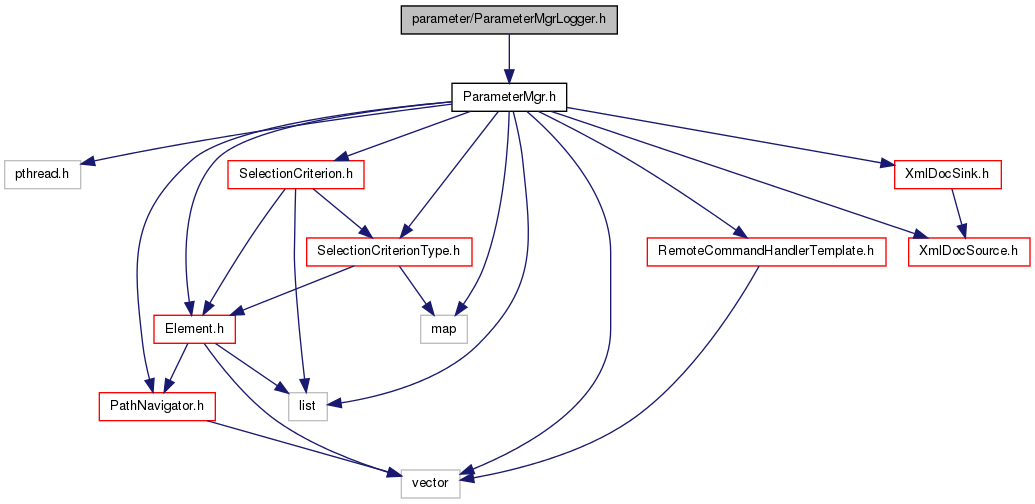 parameter/ParameterMgrLogger.h
ParameterMgr.h
pthread.h
SelectionCriterion.h
XmlDocSink.h
SelectionCriterionType.h
RemoteCommandHandlerTemplate.h
XmlDocSource.h
Element.h
map
PathNavigator.h
list
vector